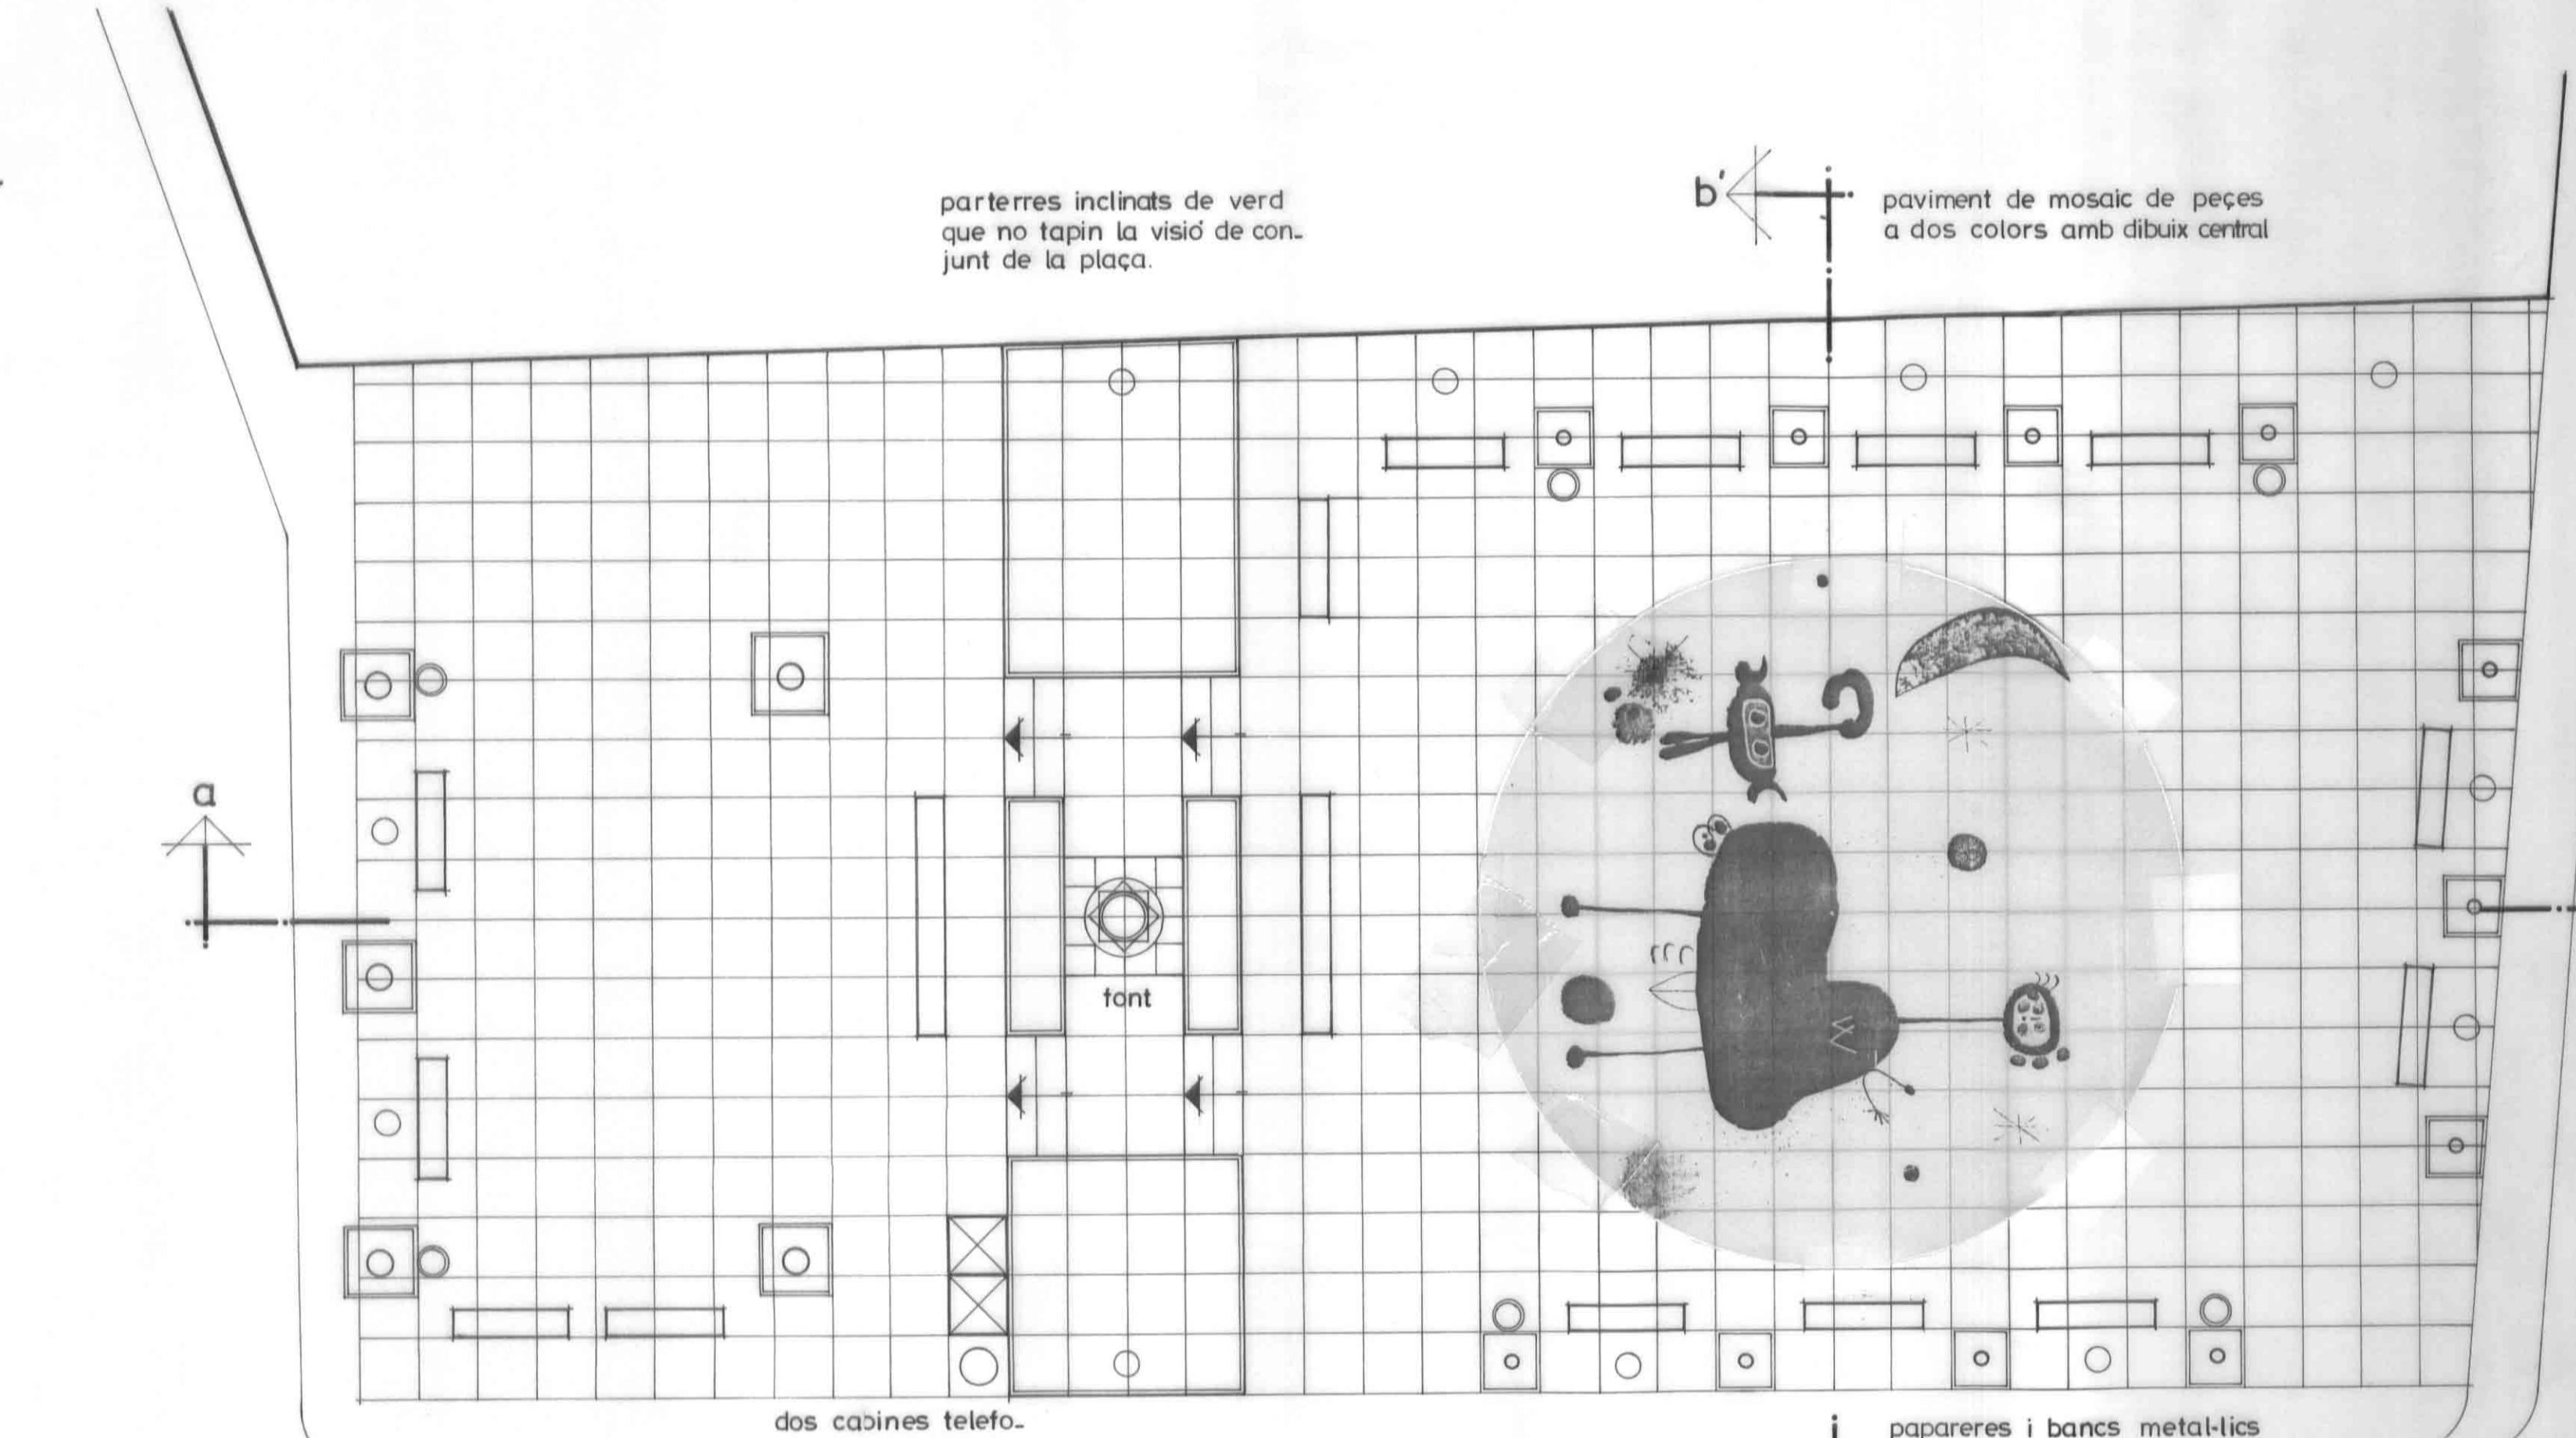 parterres inclinats de verd
que no tapin la visió de con-
junt de la plaça.
b'
paviment de mosaic de peçes
a dos colors amb dibuix central
a
font
dos cabines telefo-
papareres i bancs metal·lics